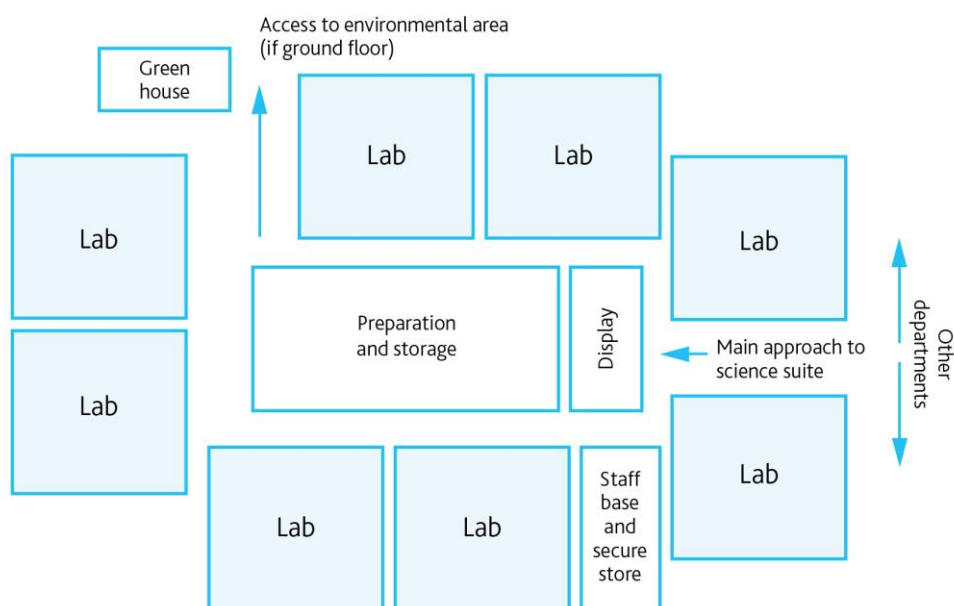 Access to environmental area
(if ground floor)
Green
house
Lab
Lab
Lab
Lab
Preparation
and storage
Display
Main approach to
science suite
Other
departments
Lab
Lab
Lab
Lab
Staff
base
and
secure
store